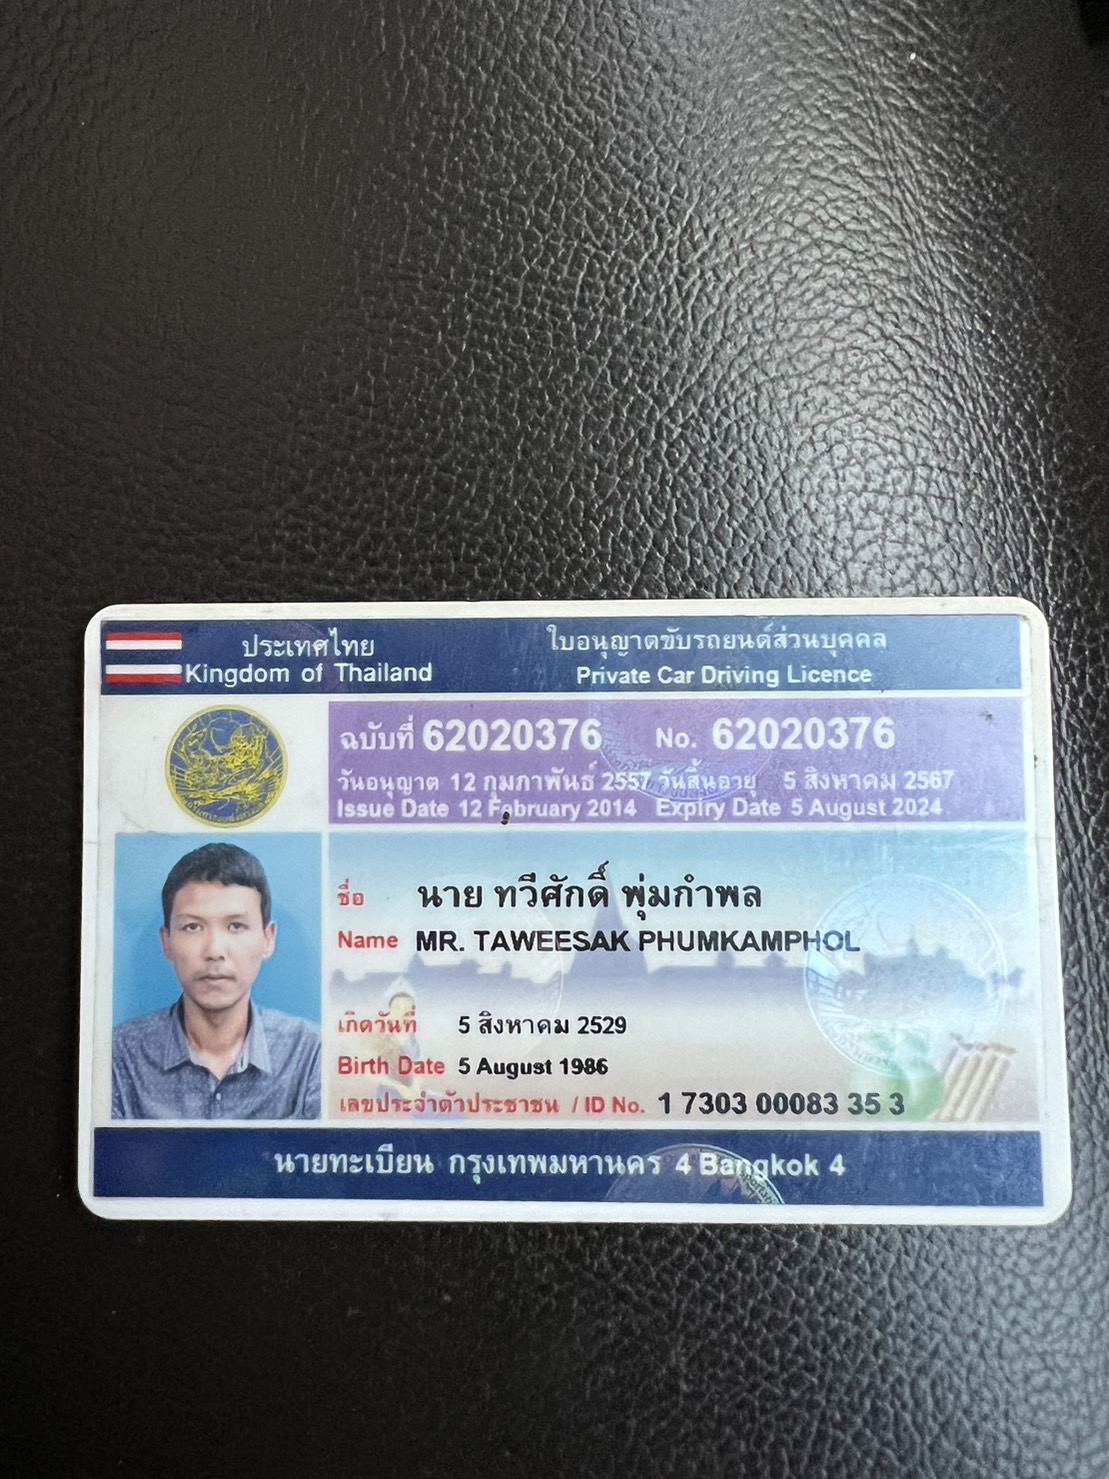 ประเทศไทย
Kingdom of Thailand
ใบอนุญาตขับรถยนต์ส่วนบุคคล
Private Car Driving Licence
ฉบับที่ 62020376 No. 62020376
วันอนุญาต 12 กุมภาพันธ์ 2557 วันสิ้นอายุ 5 สิงหาคม 2567
Issue Date 12 February 2014 Expiry Date 5 August 2024
ชื่อ นาย ทวีศักดิ์ พุ่มกำพล
Name MR. TAWEESAK PHUMKAMPHOL
เกิดวันที่ 5 สิงหาคม 2529
Birth Date 5 August 1986
เลขประจำตัวประชาชน / ID No. 1 7303 00083 35 3
นายทะเบียน กรุงเทพมหานคร 4 Bangkok 4